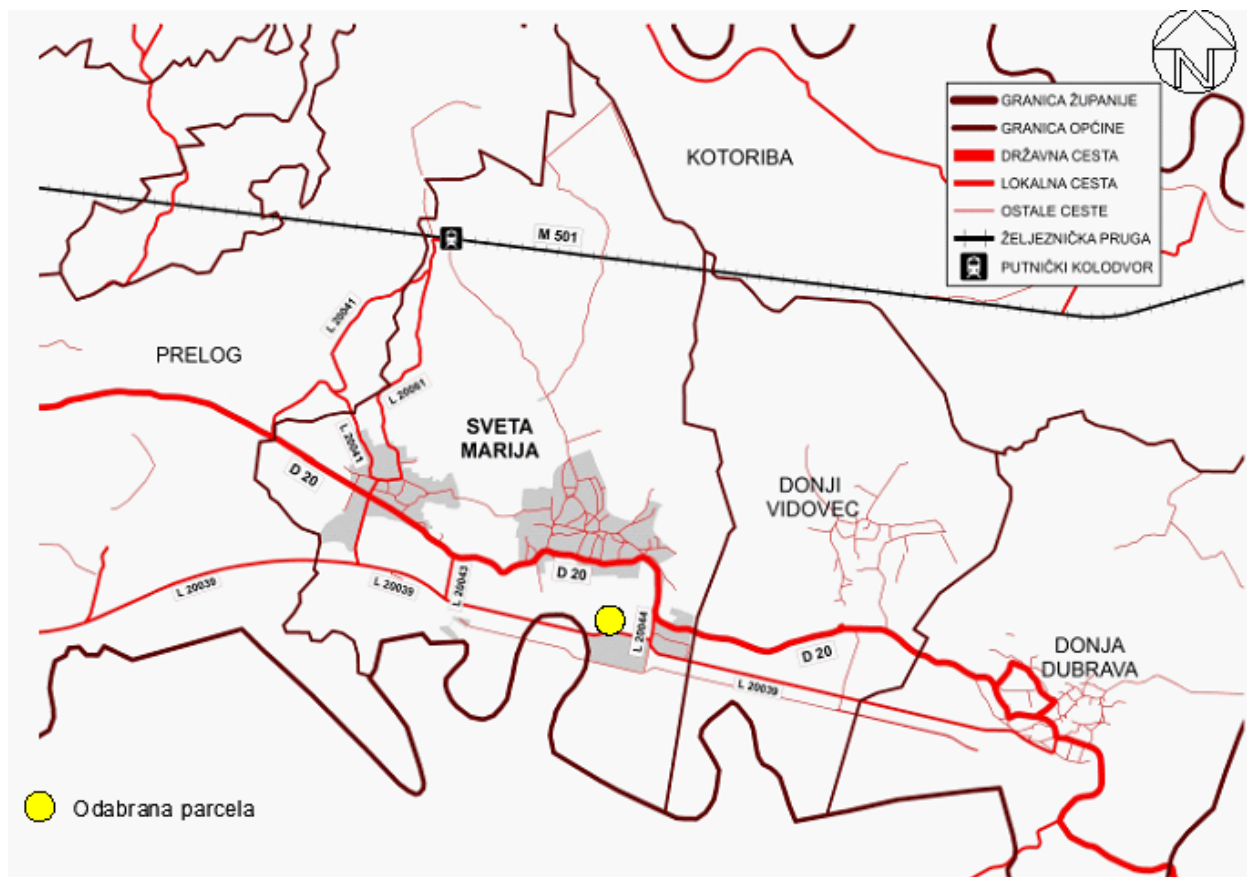 N
GRANICA ŽUPANIJE
GRANICA OPĆINE
DRŽAVNA CESTA
LOKALNA CESTA
OSTALE CESTE
ŽELJEZNIČKA PRUGA
PUTNIČKI KOLODVOR
KOTORIBA
M 501
L 20041
PRELOG
L 20061
SVETA
MARIJA
L 20041
D 20
DONJI
VIDOVEC
D 20
L 20039
L 20039
L 20043
L 20044
D 20
DONJA
DUBRAVA
L 20039
Odabrana parcela